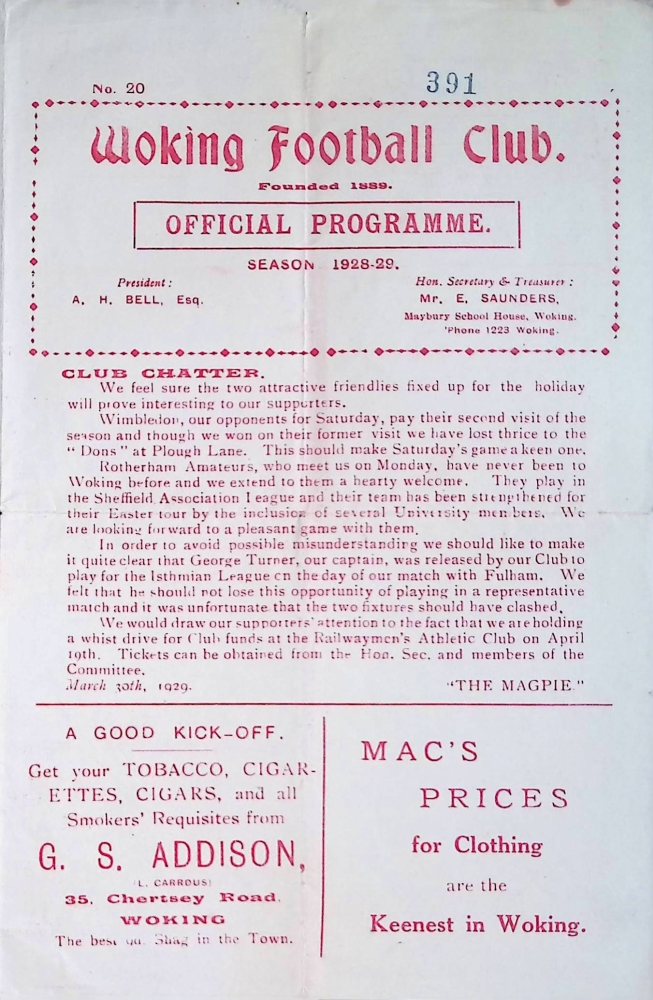 No. 20
391
Woking Football Club.
Founded 1889.
OFFICIAL PROGRAMME.
SEASON 1928-29.
President :
A. H. BELL, Esq.
Hon. Secretary & Treasurer :
Mr. E. SAUNDERS,
Maybury School House, Woking.
'Phone 1223 Woking.
CLUB CHATTER.
We feel sure the two attractive friendlies fixed up for the holiday
will prove interesting to our supporters.
Wimbledon, our opponents for Saturday, pay their second visit of the
season and though we won on their former visit we have lost thrice to the
" Dons " at Plough Lane. This should make Saturday's game a keen one.
Rotherham Amateurs, who meet us on Monday, have never been to
Woking before and we extend to them a hearty welcome. They play in
the Sheffield Association League and their team has been strengthened for
their Easter tour by the inclusion of several University members. We
are looking forward to a pleasant game with them.
In order to avoid possible misunderstanding we should like to make
it quite clear that George Turner, our captain, was released by our Club to
play for the Isthmian League on the day of our match with Fulham. We
felt that he should not lose this opportunity of playing in a representative
match and it was unfortunate that the two fixtures should have clashed.
We would draw our supporters' attention to the fact that we are holding
a whist drive for Club funds at the Railwaymen's Athletic Club on April
19th. Tickets can be obtained from the Hon. Sec. and members of the
Committee.
March 30th, 1929.
"THE MAGPIE."
A GOOD KICK-OFF.
Get your TOBACCO, CIGAR-
ETTES, CIGARS, and all
Smokers' Requisites from
G. S. ADDISON,
(L. CARROUS)
35, Chertsey Road,
WOKING
The best Shag in the Town.
MAC'S
PRICES
for Clothing
are the
Keenest in Woking.